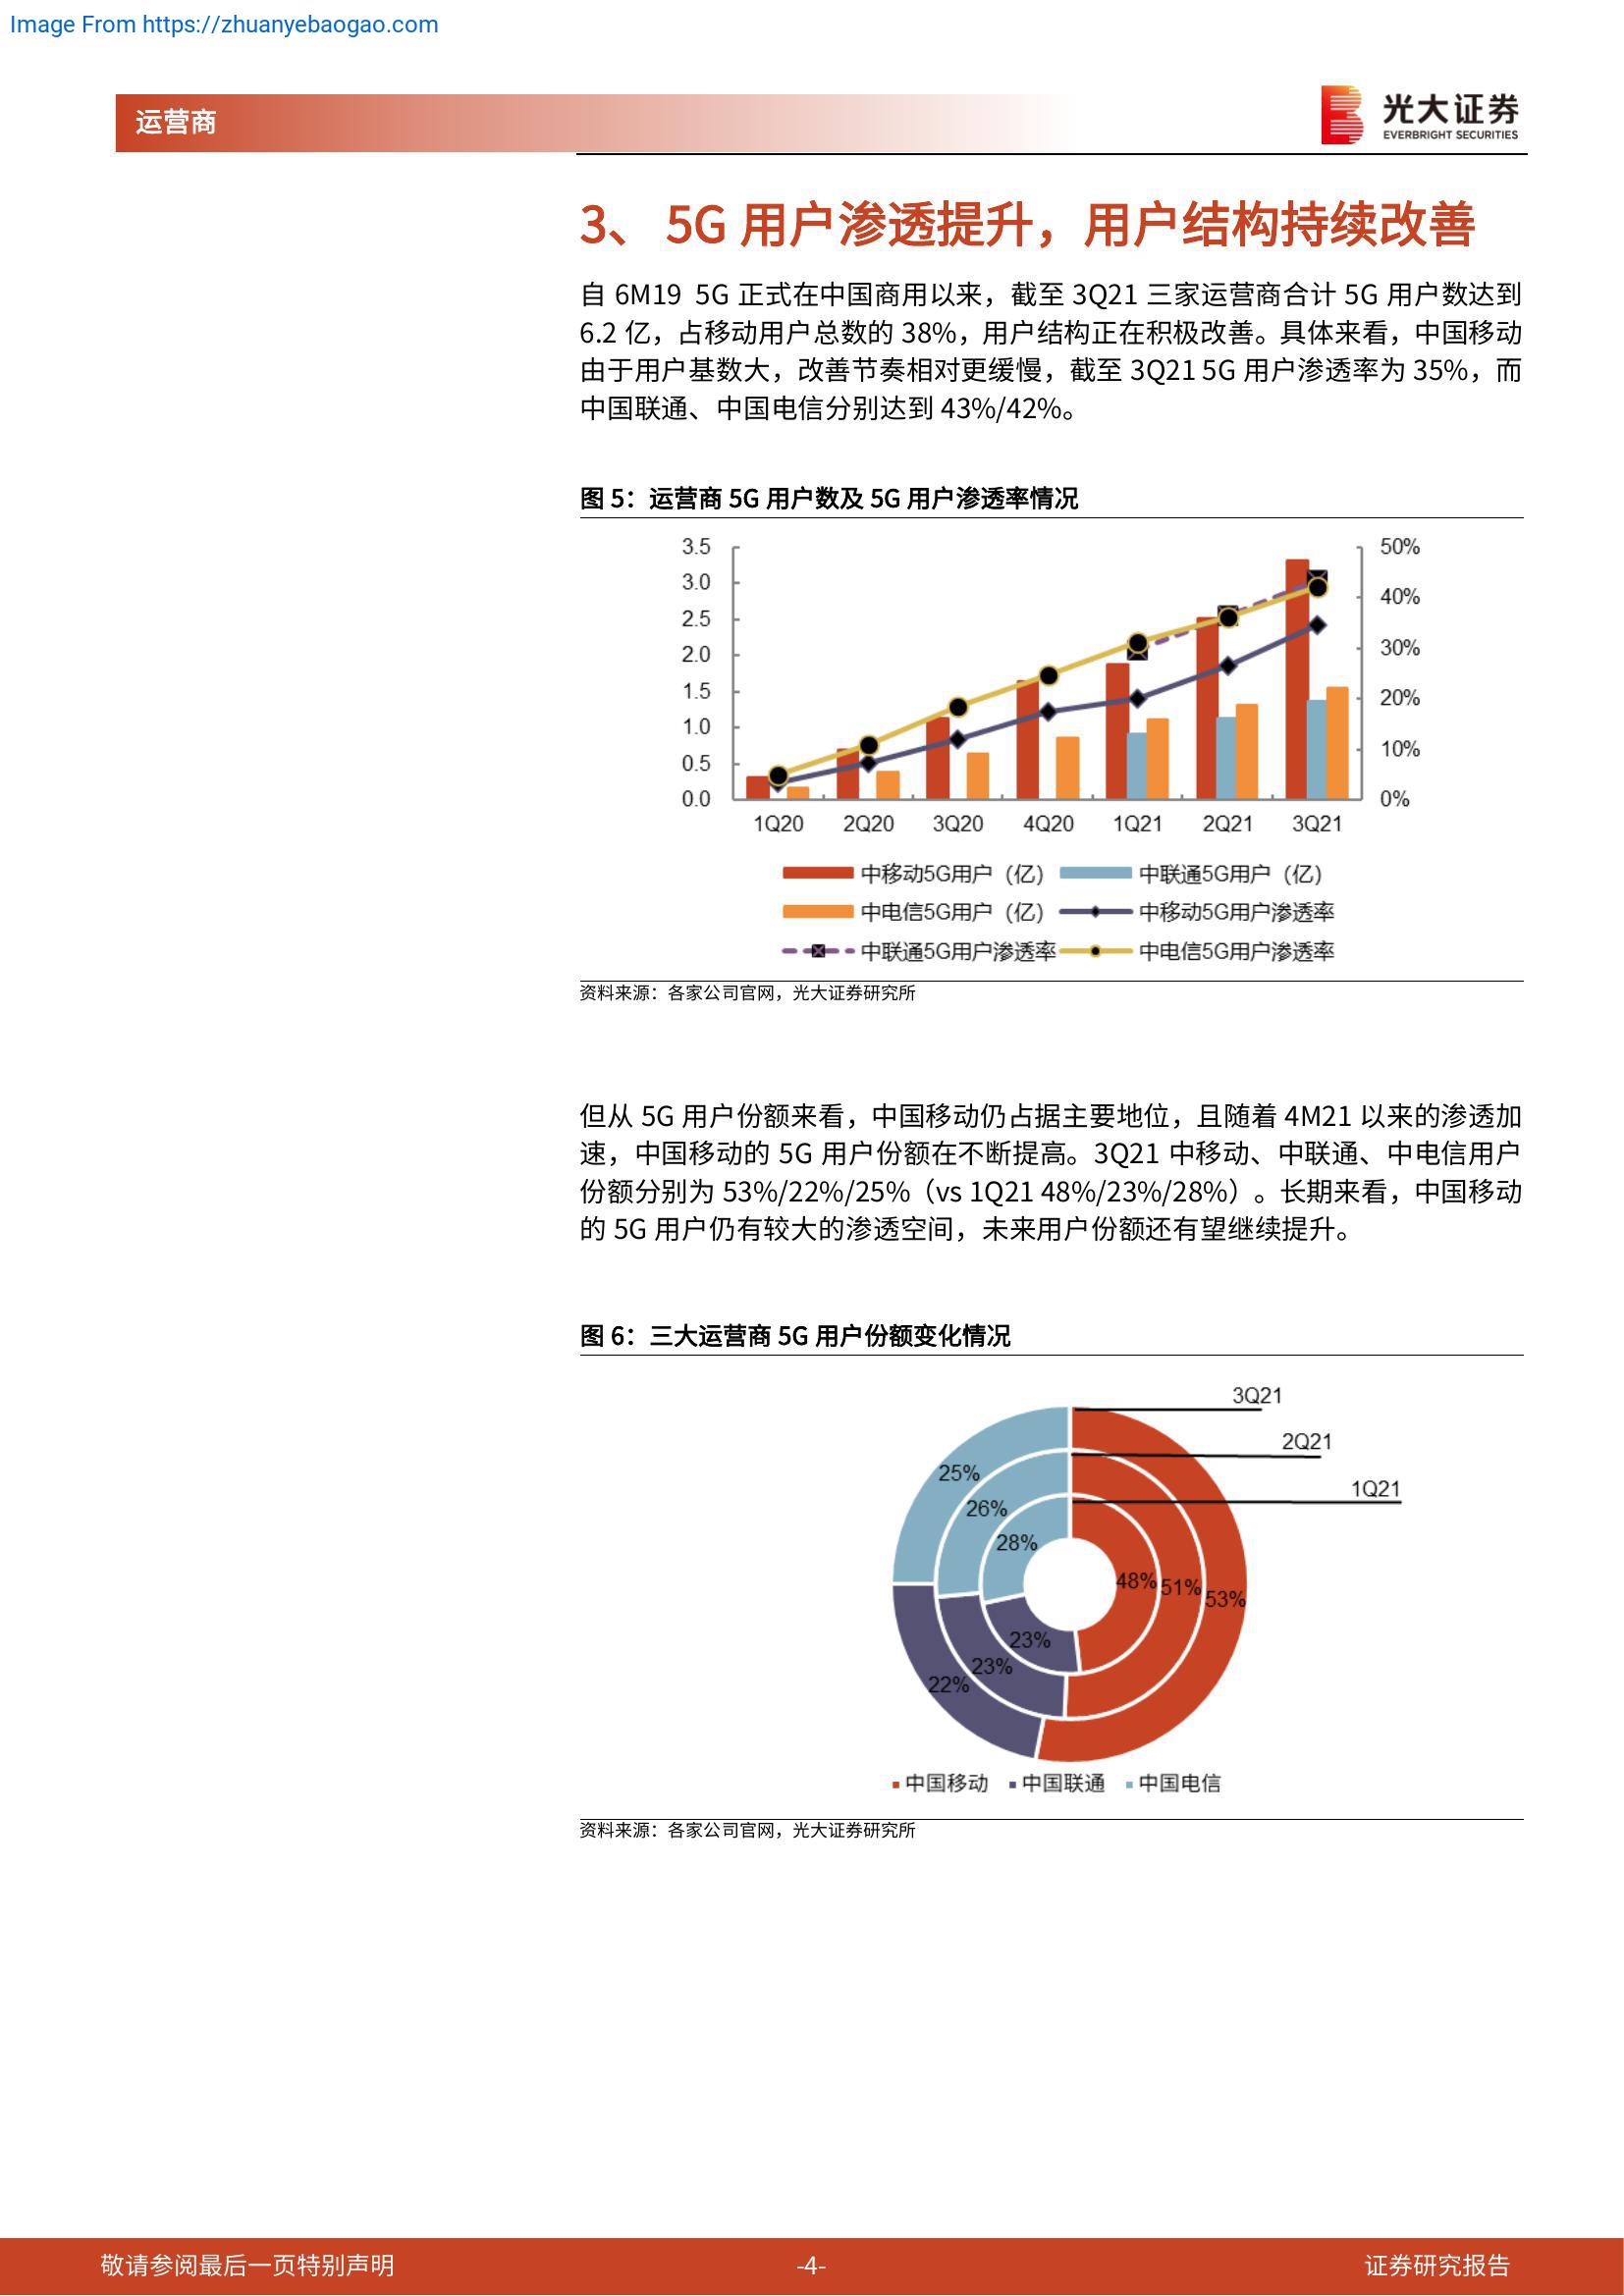 Image From https://zhuanyebaogao.com
运营商
光大证券
EVERBRIGHT SECURITIES
3、 5G 用户渗透提升，用户结构持续改善
自 6M19 5G 正式在中国商用以来，截至 3Q21 三家运营商合计 5G 用户数达到
6.2 亿，占移动用户总数的 38%，用户结构正在积极改善。具体来看，中国移动
由于用户基数大，改善节奏相对更缓慢，截至 3Q21 5G 用户渗透率为 35%，而
中国联通、中国电信分别达到 43%/42%。
图 5：运营商 5G 用户数及 5G 用户渗透率情况
3.5
3.0
2.5
2.0
1.5
1.0
0.5
0.0
50%
40%
30%
20%
10%
0%
1Q20 2Q20 3Q20 4Q20 1Q21 2Q21 3Q21
中移动5G用户（亿） 中联通5G用户（亿）
中电信5G用户（亿） 中移动5G用户渗透率
中联通5G用户渗透率 中电信5G用户渗透率
资料来源：各家公司官网，光大证券研究所
但从 5G 用户份额来看，中国移动仍占据主要地位，且随着 4M21 以来的渗透加
速，中国移动的 5G 用户份额在不断提高。3Q21 中移动、中联通、中电信用户
份额分别为 53%/22%/25%（vs 1Q21 48%/23%/28%）。长期来看，中国移动
的 5G 用户仍有较大的渗透空间，未来用户份额还有望继续提升。
图 6：三大运营商 5G 用户份额变化情况
3Q21
2Q21
1Q21
25%
26%
28%
48% 51% 53%
23%
23%
22%
中国移动 中国联通 中国电信
资料来源：各家公司官网，光大证券研究所
敬请参阅最后一页特别声明 -4- 证券研究报告